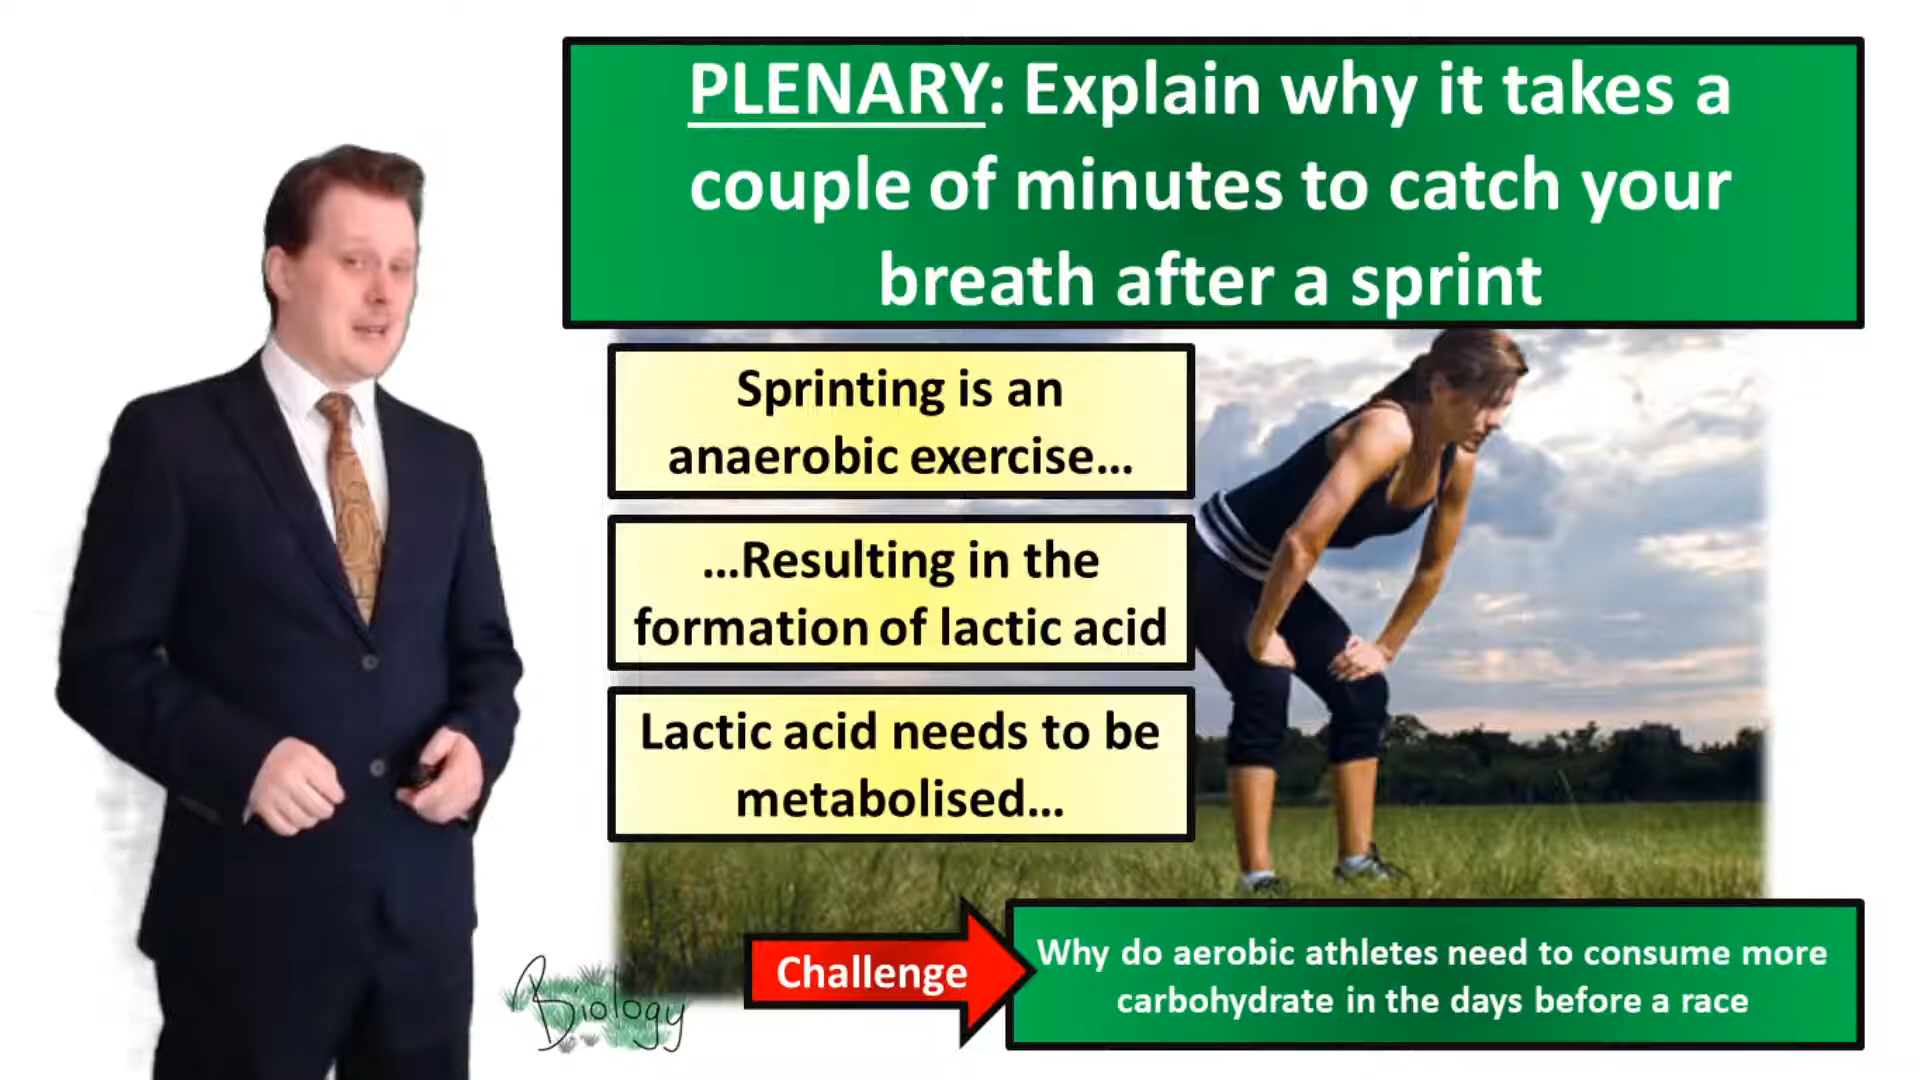 PLENARY: Explain why it takes a
couple of minutes to catch your
breath after a sprint
Sprinting is an
anaerobic exercise...
...Resulting in the
formation of lactic acid
Lactic acid needs to be
metabolised...
Biology
Challenge
Why do aerobic athletes need to consume more
carbohydrate in the days before a race